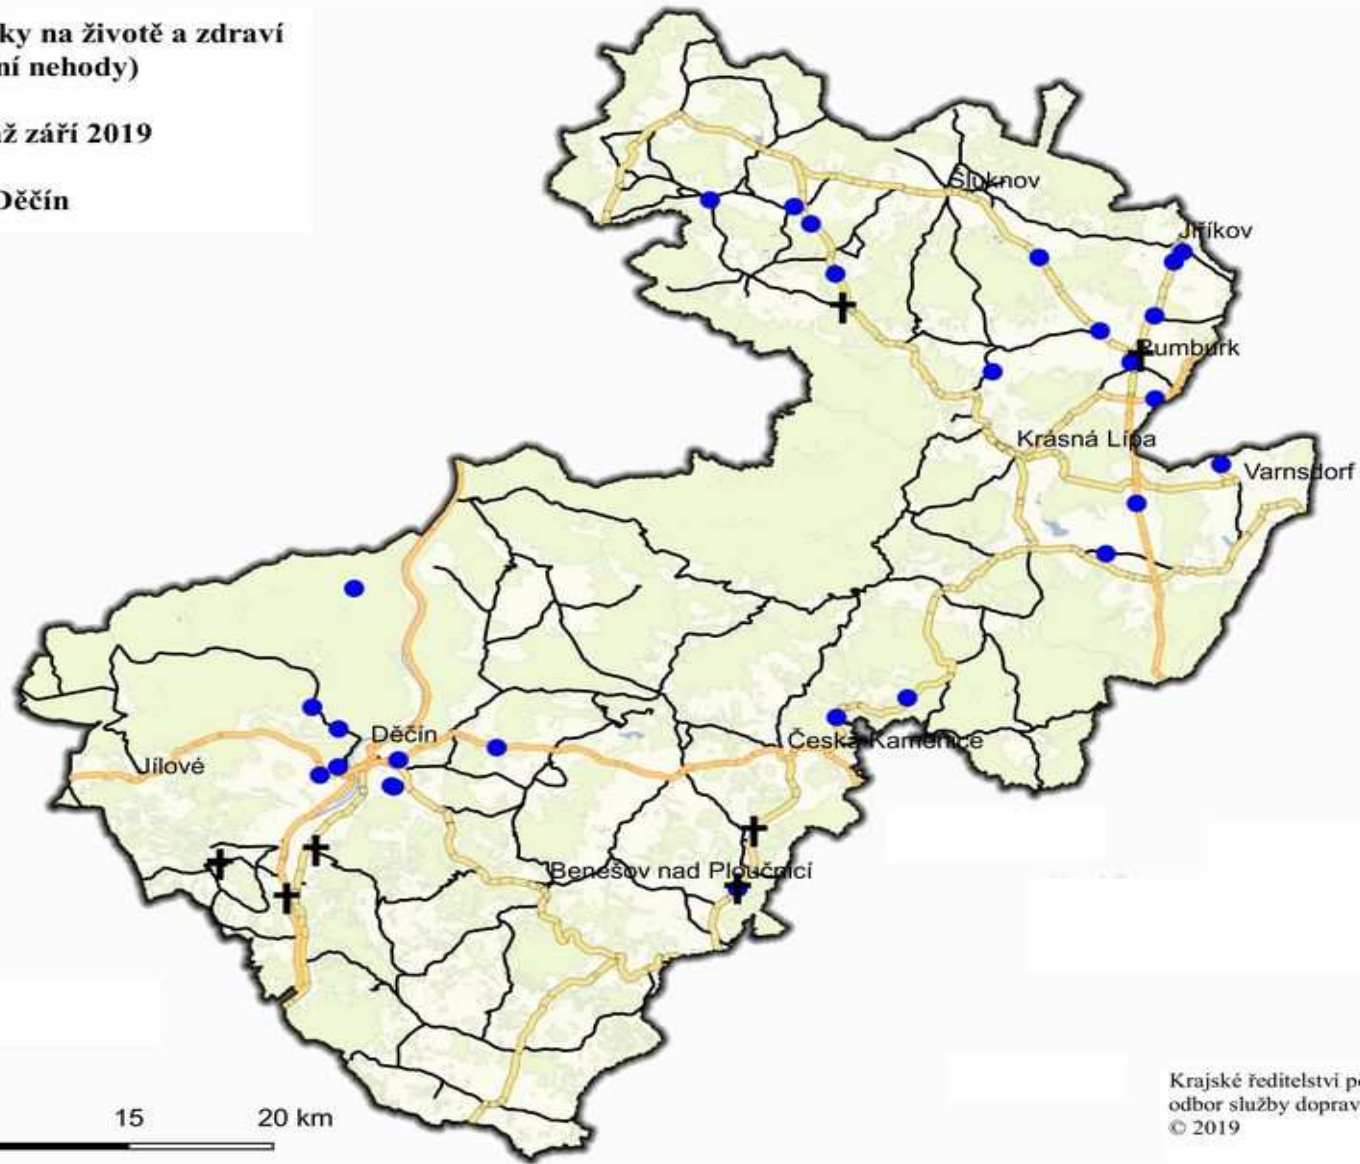 ky na životě a zdraví
ní nehody)
ž září 2019
Děčín
Šluknov
Jiříkov
Rumburk
Krásná Lípa
Varnsdorf
Děčín
Česká Kamenice
Jílové
Benešov nad Ploučnicí
15 20 km
Krajské ředitelství po
odbor služby doprav
© 2019